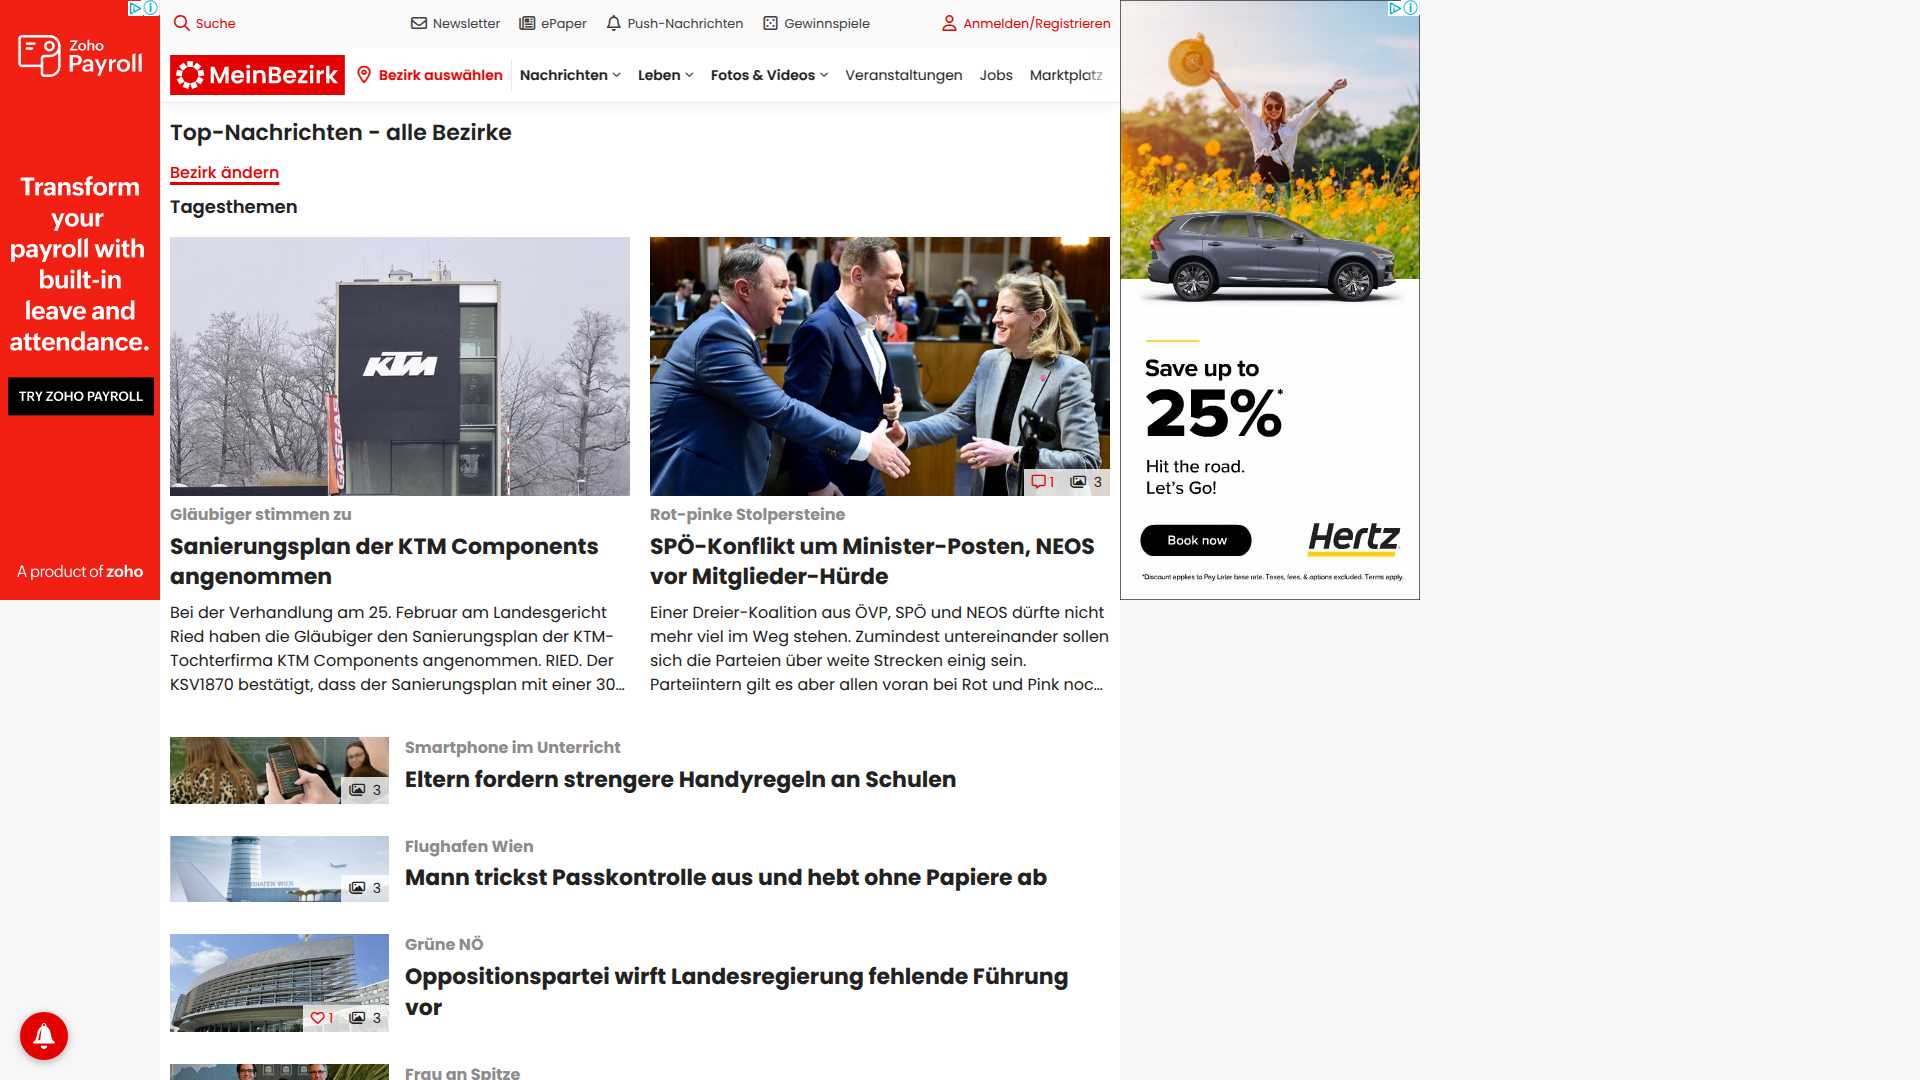 Zoho
Payroll
Transform
your
payroll with
built-in
leave and
attendance.
TRY ZOHO PAYROLL
A product of zoho
Suche
Newsletter
ePaper
Push-Nachrichten
Gewinnspiele
Anmelden/Registrieren
MeinBezirk
Bezirk auswählen
Nachrichten
Leben
Fotos & Videos
Veranstaltungen
Jobs
Marktplatz
Top-Nachrichten - alle Bezirke
Bezirk ändern
Tagesthemen
KTM
GASGAS
1
3
Gläubiger stimmen zu
Sanierungsplan der KTM Components
angenommen
Bei der Verhandlung am 25. Februar am Landesgericht
Ried haben die Gläubiger den Sanierungsplan der KTM-
Tochterfirma KTM Components angenommen. RIED. Der
KSV1870 bestätigt, dass der Sanierungsplan mit einer 30...
Rot-pinke Stolpersteine
SPÖ-Konflikt um Minister-Posten, NEOS
vor Mitglieder-Hürde
Einer Dreier-Koalition aus ÖVP, SPÖ und NEOS dürfte nicht
mehr viel im Weg stehen. Zumindest untereinander sollen
sich die Parteien über weite Strecken einig sein.
Parteiintern gilt es aber allen voran bei Rot und Pink noc...
3
Smartphone im Unterricht
Eltern fordern strengere Handyregeln an Schulen
3
Flughafen Wien
Mann trickst Passkontrolle aus und hebt ohne Papiere ab
1
3
Grüne NÖ
Oppositionspartei wirft Landesregierung fehlende Führung
vor
Frau an Spitze
Save up to
25%*
Hit the road.
Let's Go!
Book now
Hertz
*Discount applies to Pay Later base rate. Taxes, fees, & options excluded. Terms apply.